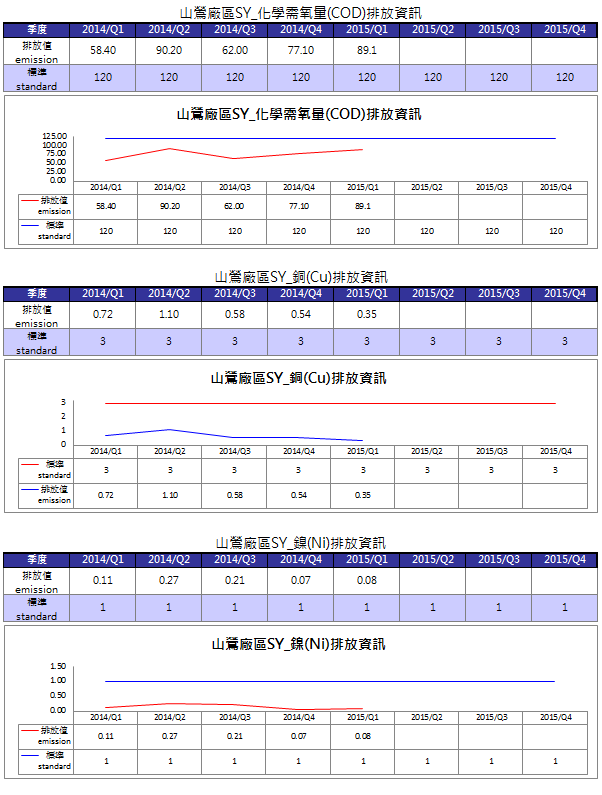 山鶯廠區SY_化學需氧量(COD)排放資訊
季度 2014/Q1 2014/Q2 2014/Q3 2014/Q4 2015/Q1 2015/Q2 2015/Q3 2015/Q4
排放值 emission 58.40 90.20 62.00 77.10 89.1
標準 standard 120 120 120 120 120 120 120 120
山鶯廠區SY_化學需氧量(COD)排放資訊
125.00
100.00
75.00
50.00
25.00
0.00
2014/Q1 2014/Q2 2014/Q3 2014/Q4 2015/Q1 2015/Q2 2015/Q3 2015/Q4
排放值 emission 58.40 90.20 62.00 77.10 89.1
標準 standard 120 120 120 120 120 120 120 120
山鶯廠區SY_銅(Cu)排放資訊
季度 2014/Q1 2014/Q2 2014/Q3 2014/Q4 2015/Q1 2015/Q2 2015/Q3 2015/Q4
排放值 emission 0.72 1.10 0.58 0.54 0.35
標準 standard 3 3 3 3 3 3 3 3
山鶯廠區SY_銅(Cu)排放資訊
3
2
1
0
2014/Q1 2014/Q2 2014/Q3 2014/Q4 2015/Q1 2015/Q2 2015/Q3 2015/Q4
標準 standard 3 3 3 3 3 3 3 3
排放值 emission 0.72 1.10 0.58 0.54 0.35
山鶯廠區SY_鎳(Ni)排放資訊
季度 2014/Q1 2014/Q2 2014/Q3 2014/Q4 2015/Q1 2015/Q2 2015/Q3 2015/Q4
排放值 emission 0.11 0.27 0.21 0.07 0.08
標準 standard 1 1 1 1 1 1 1 1
山鶯廠區SY_鎳(Ni)排放資訊
1.50
1.00
0.50
0.00
2014/Q1 2014/Q2 2014/Q3 2014/Q4 2015/Q1 2015/Q2 2015/Q3 2015/Q4
排放值 emission 0.11 0.27 0.21 0.07 0.08
標準 standard 1 1 1 1 1 1 1 1